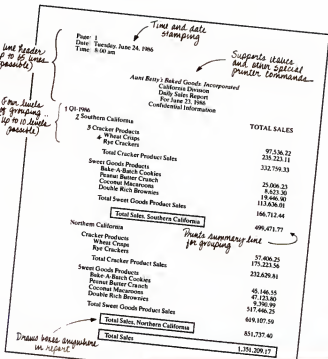 Time and date
stamping
Page: 1
Date: Tuesday, June 24, 1986
Time: 8:00 am
line header
up to 65 lines
possible)
Supports italics
and other special
printer commands
Aunt Betty's Baked Goods Incorporated
California Division
Daily Sales Report
For June 23, 1986
Confidential Information
Four levels
of grouping..
up to 10 levels
possible)
TOTAL SALES
1 Q1-1986
2 Southern California
3 Cracker Products
4 Wheat Crisps 97,536.22
Rye Crackers 235,223.11
Total Cracker Product Sales 332,759.33
Sweet Goods Products
Bake-A-Batch Cookies 25,006.23
Peanut Butter Crunch 8,623.30
Coconut Macaroons 19,446.90
Double Rich Brownies 113,636.01
Total Sweet Goods Product Sales 166,712.44
Total Sales, Southern California 499,471.77
Prints summary line
for grouping
Northern California
Cracker Products
Wheat Crisps 57,406.25
Rye Crackers 175,223.56
Total Cracker Product Sales 232,629.81
Sweet Goods Products
Bake-A-Batch Cookies 45,146.55
Peanut Butter Crunch 47,123.80
Coconut Macaroons 9,390.99
Double Rich Brownies 517,446.25
Total Sweet Goods Product Sales 619,107.59
Total Sales, Northern California 851,737.40
Total Sales 1,351,209.17
Draws boxes anywhere
in report